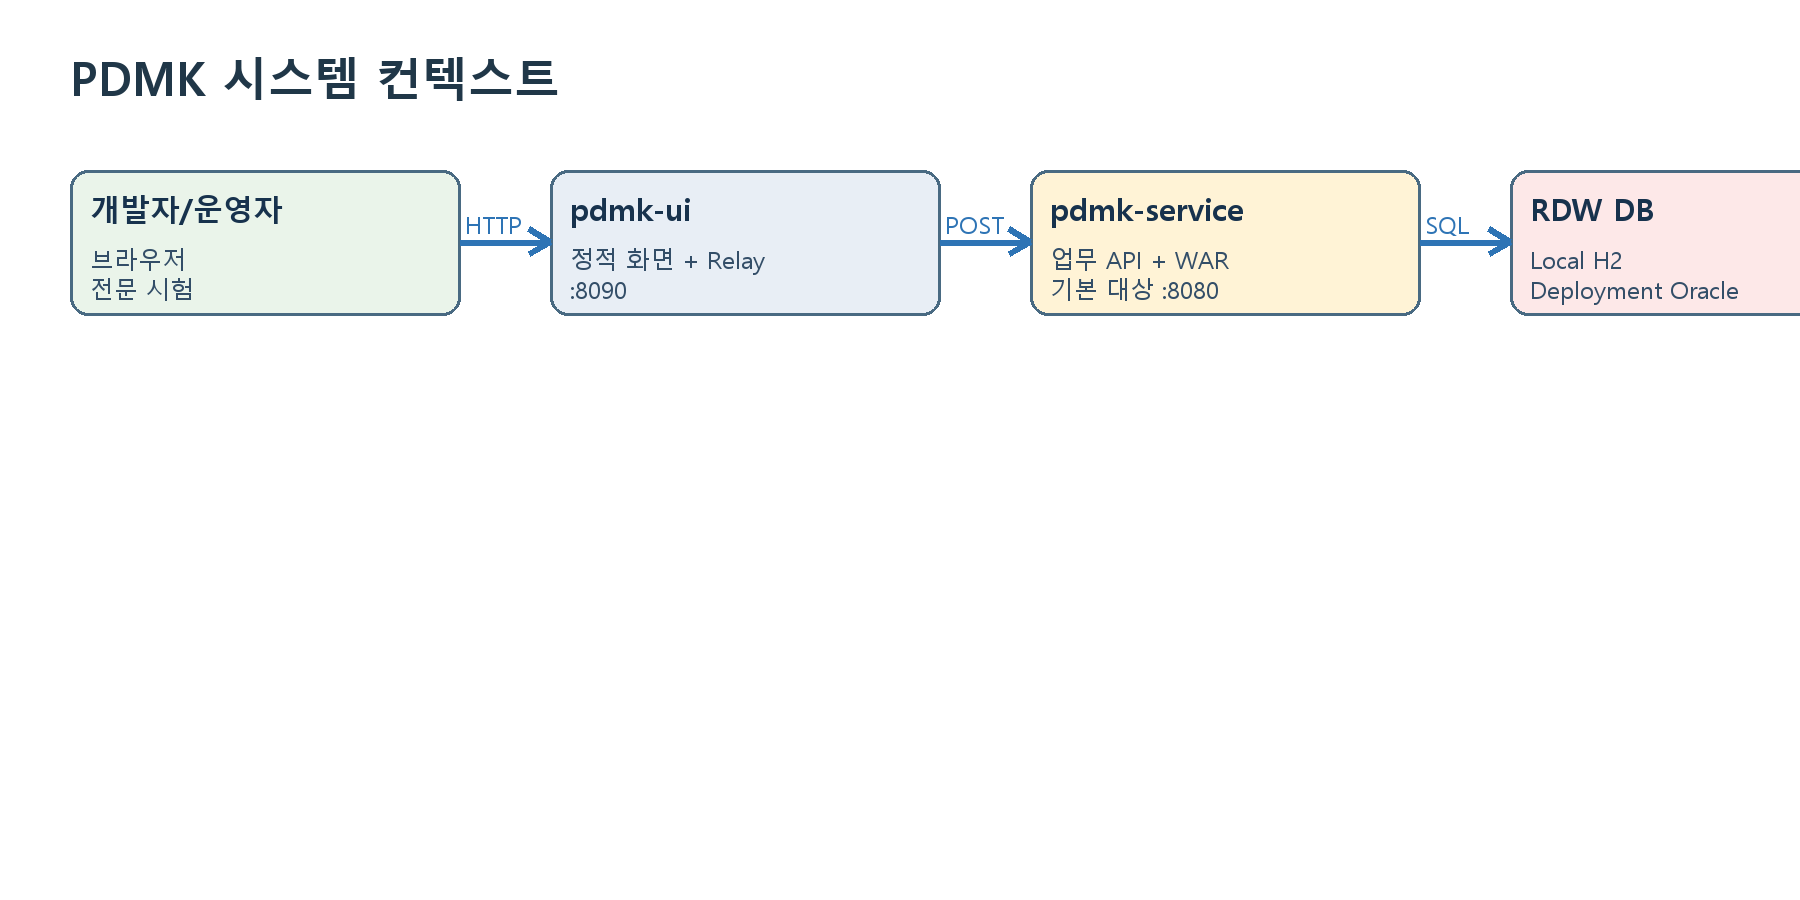 PDMK 시스템 컨텍스트
개발자/운영자
브라우저
전문 시험
HTTP
pdmk-ui
정적 화면 + Relay
:8090
POST
pdmk-service
업무 API + WAR
기본 대상 :8080
SQL
RDW DB
Local H2
Deployment Oracle